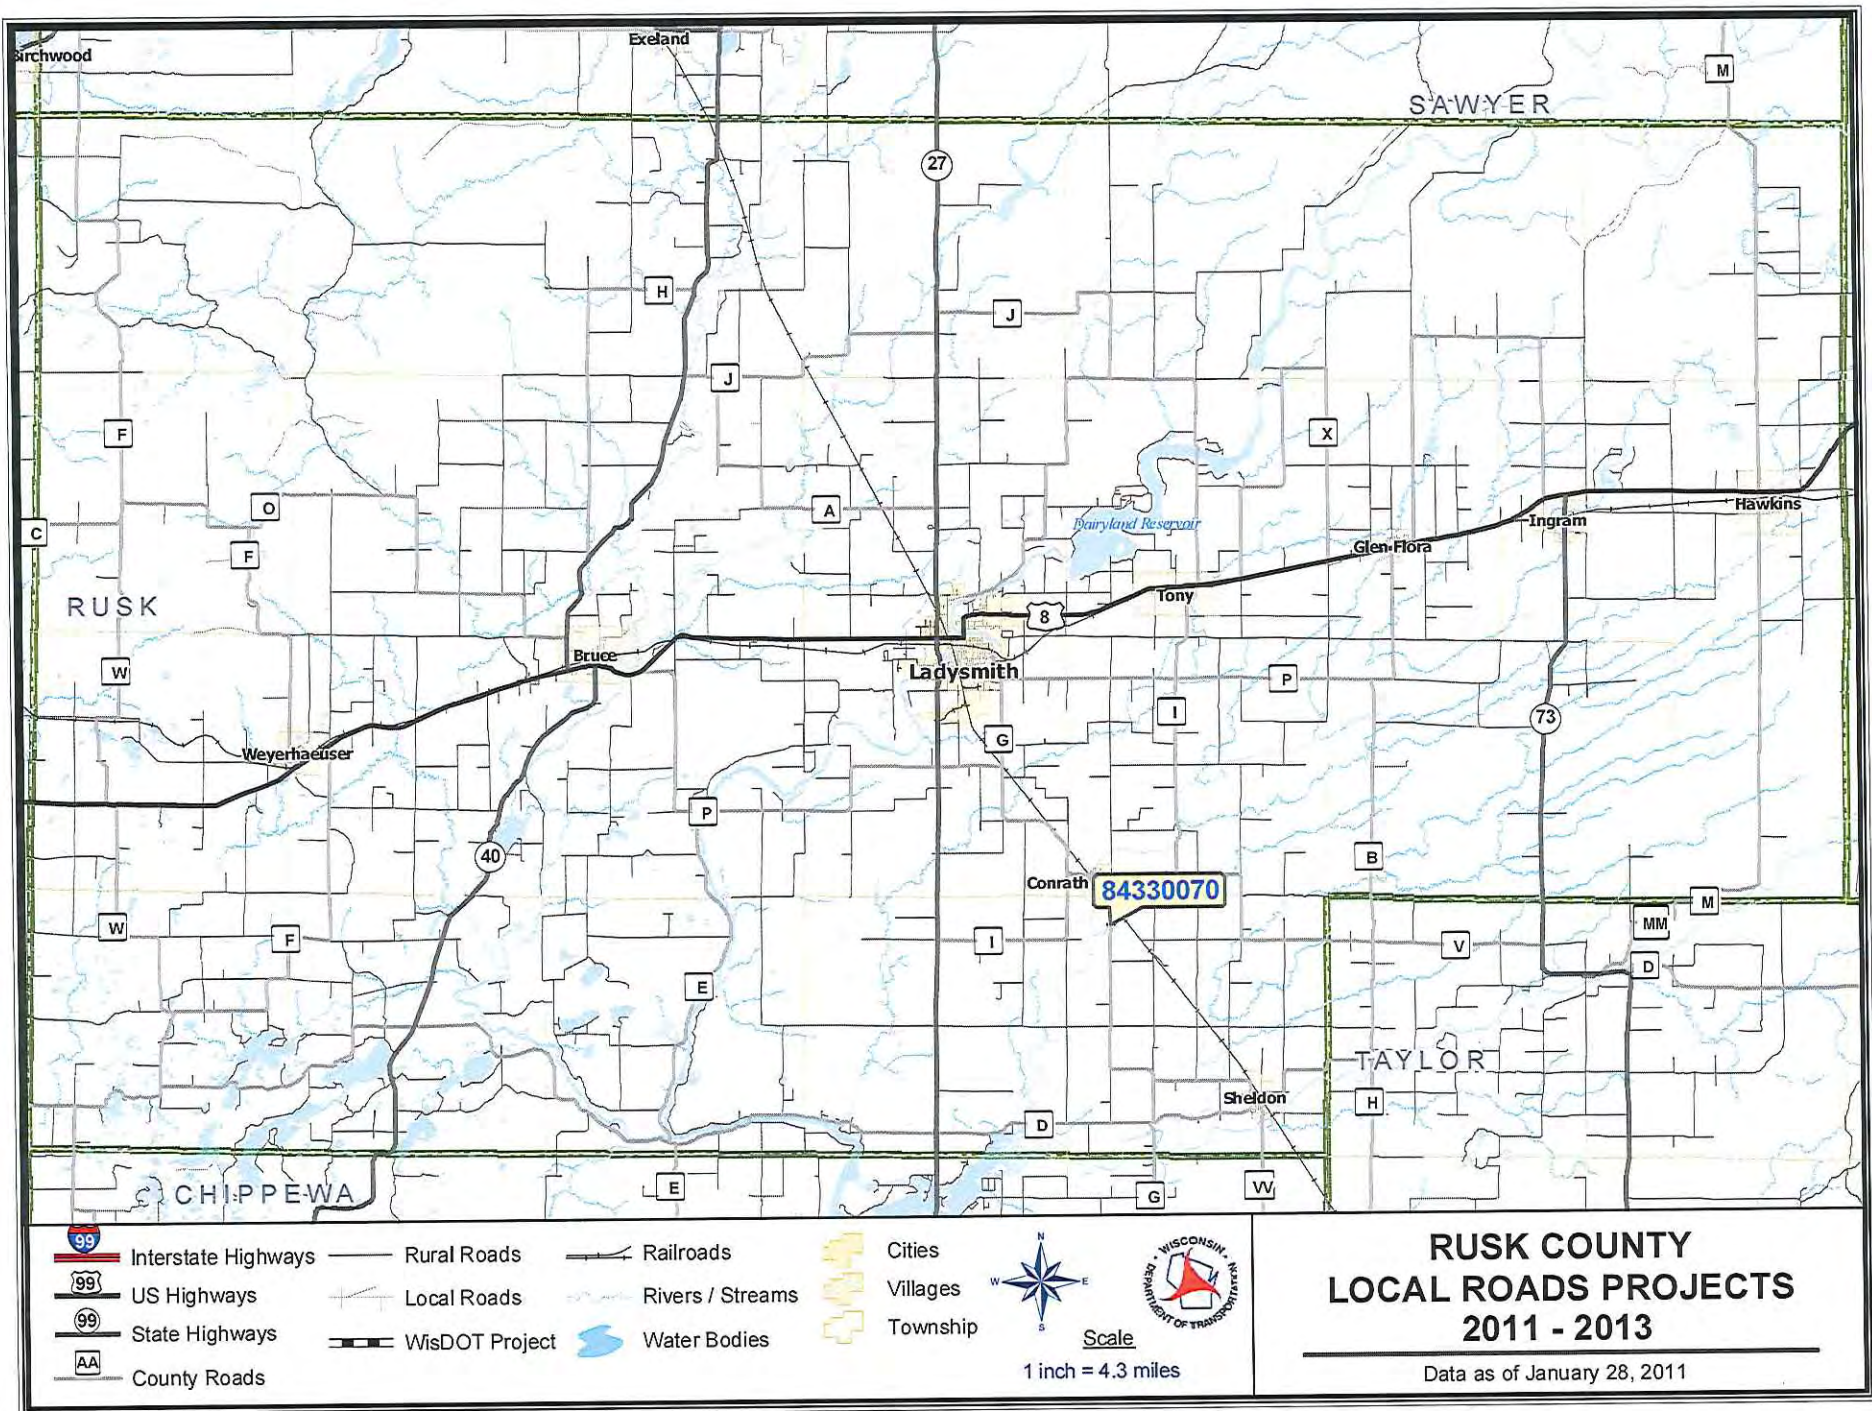 Birchwood
Exeland
M
SAWYER
27
H
J
J
F
X
O
A
C
F
Dairyland Reservoir
Hawkins
Ingram
Glen Flora
RUSK
Tony
8
W
Bruce
Ladysmith
P
I
73
G
Weyerhaeuser
P
40
B
Conrath
84330070
M
W
F
I
V
MM
D
E
TAYLOR
Sheldon
H
D
CHIPPEWA
E
G
VV
99
Interstate Highways
99
US Highways
99
State Highways
AA
County Roads
Rural Roads
Local Roads
WisDOT Project
Railroads
Rivers / Streams
Water Bodies
Cities
Villages
Township
N
W
E
S
Scale
1 inch = 4.3 miles
WISCONSIN
DEPARTMENT OF TRANSPORTATION
RUSK COUNTY
LOCAL ROADS PROJECTS
2011 - 2013
Data as of January 28, 2011